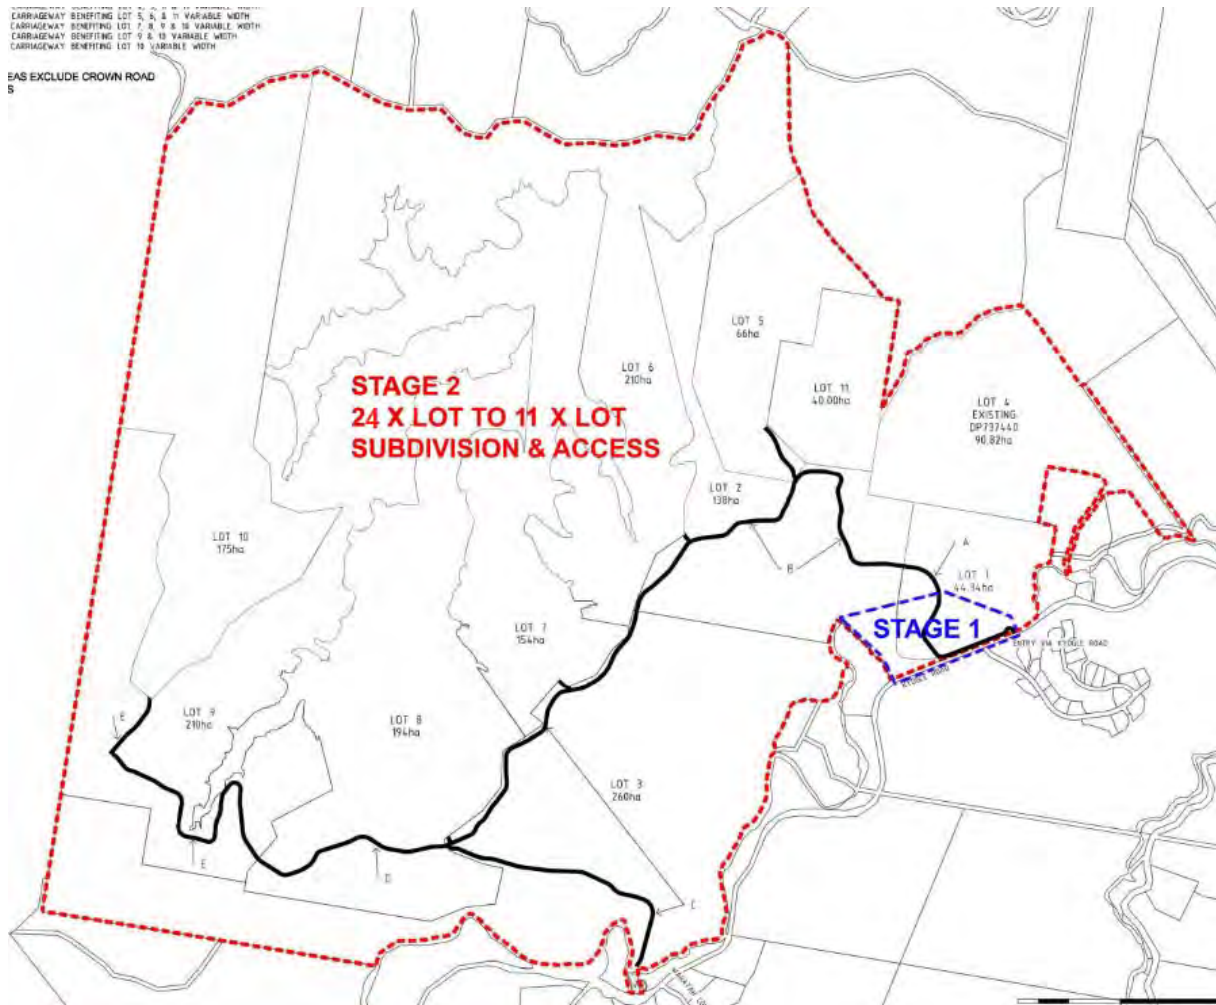 CARRIAGEWAY BENEFITING LOT 5, 6, & 11 VARIABLE WIDTH
CARRIAGEWAY BENEFITING LOT 7, 8, 9 & 10 VARIABLE WIDTH
CARRIAGEWAY BENEFITING LOT 9 & 10 VARIABLE WIDTH
CARRIAGEWAY BENEFITING LOT 10 VARIABLE WIDTH
EAS EXCLUDE CROWN ROAD
S
LOT 5
66ha
LOT 6
210ha
LOT 11
40.00ha
STAGE 2
24 X LOT TO 11 X LOT
SUBDIVISION & ACCESS
LOT 4
EXISTING
DP737440
90.82ha
LOT 2
138ha
LOT 10
175ha
A
B
LOT 1
44.94ha
STAGE 1
LOT 7
154ha
ENTRY VIA KYOGLE ROAD
KYOGLE ROAD
E
LOT 9
210ha
LOT 8
194ha
LOT 3
260ha
E
D
C